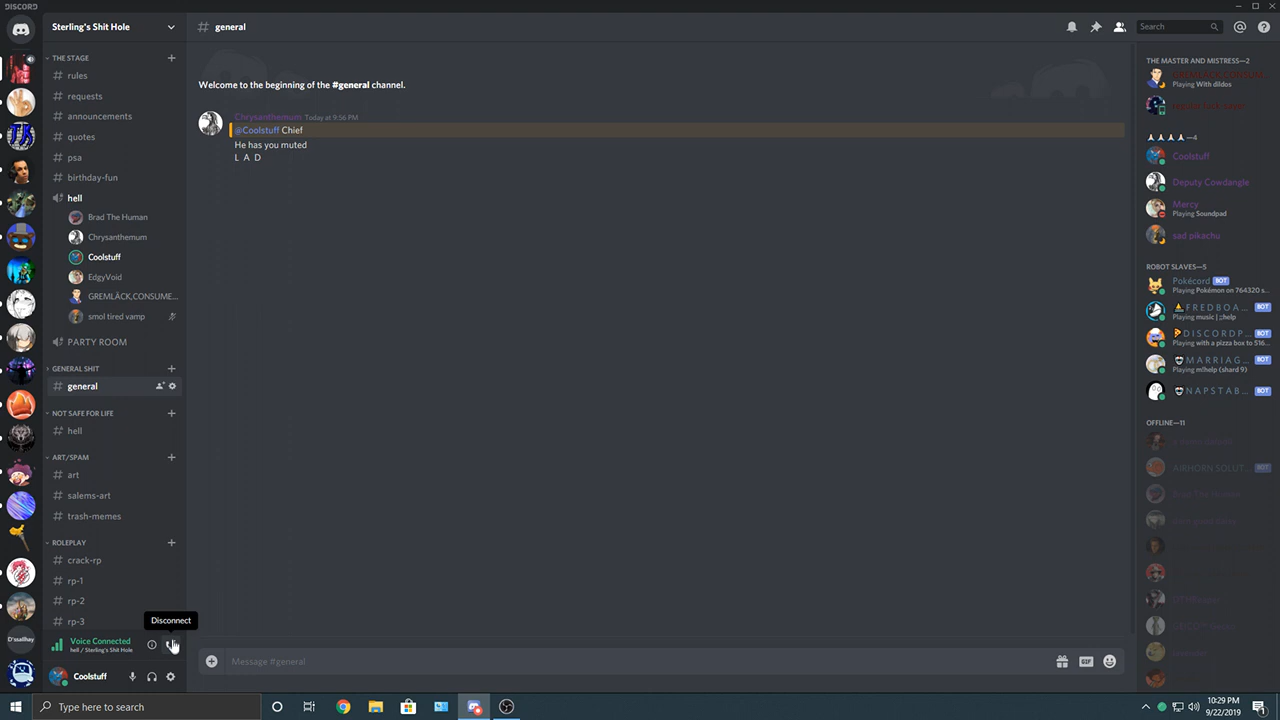 DISCORD
Sterling's Shit Hole
# general
Search
THE STAGE
rules
requests
announcements
quotes
psa
birthday-fun
hell
Brad The Human
Chrysanthemum
Coolstuff
EdgyVoid
GREMLÄCK,CONSUME...
smol tired vamp
PARTY ROOM
GENERAL SHIT
# general
NOT SAFE FOR LIFE
# hell
ART/SPAM
# art
# salems-art
# trash-memes
ROLEPLAY
# crack-rp
# rp-1
# rp-2
# rp-3
Disconnect
Voice Connected
hell / Sterling's Shit Hole
D'ssailhay
Coolstuff
Welcome to the beginning of the #general channel.
Chrysanthemum Today at 9:56 PM
@Coolstuff Chief
He has you muted
L A D
Message #general
GIF
THE MASTER AND MISTRESS—2
Playing With dildos
—4
Coolstuff
Deputy Cowdangle
Mercy
Playing Soundpad
sad pikachu
ROBOT SLAVES—5
Pokécord BOT
Playing Pokémon on 764320 s...
F R E D B O A ... BOT
Playing music | ;;help
D I S C O R D P ... BOT
Playing with a pizza box to 516...
M A R R I A G ... BOT
Playing m!help (shard 9)
N A P S T A B ... BOT
OFFLINE—11
AIRHORN SOLUT... BOT
Brad The Human
Type here to search
10:29 PM
9/22/2019
1